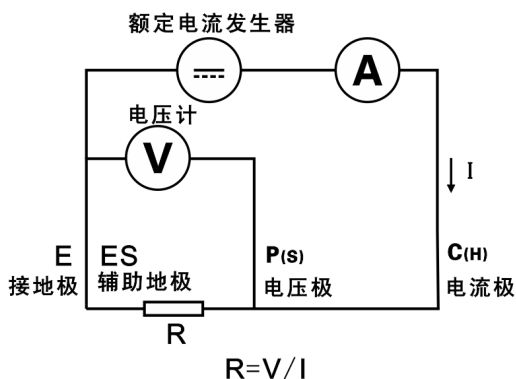 额定电流发生器
A
电压计
V
I
E
接地极
ES
辅助地极
P(S)
电压极
C(H)
电流极
R
R=V/I